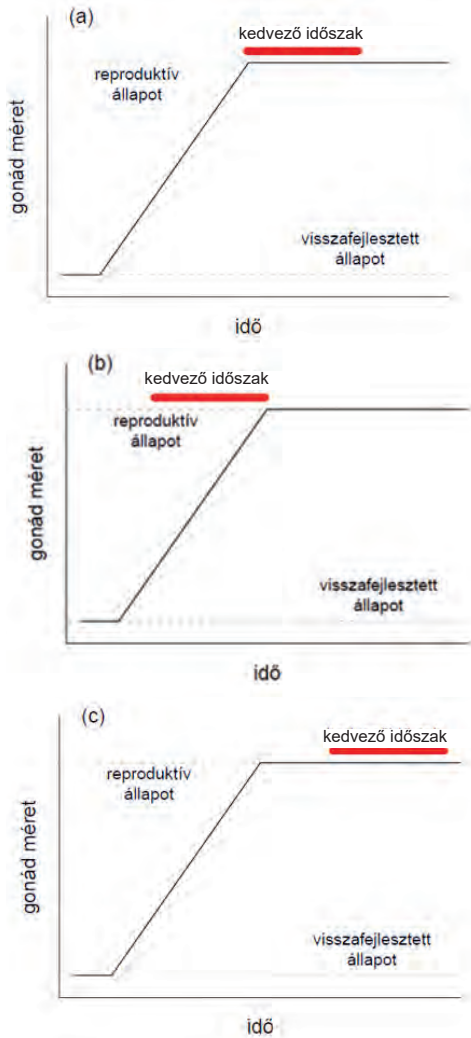 (a)
kedvező időszak
reproduktív
állapot
gonád méret
visszafejlesztett
állapot
idő
(b)
kedvező időszak
reproduktív
állapot
gonád méret
visszafejlesztett
állapot
idő
(c)
kedvező időszak
reproduktív
állapot
gonád méret
visszafejlesztett
állapot
idő